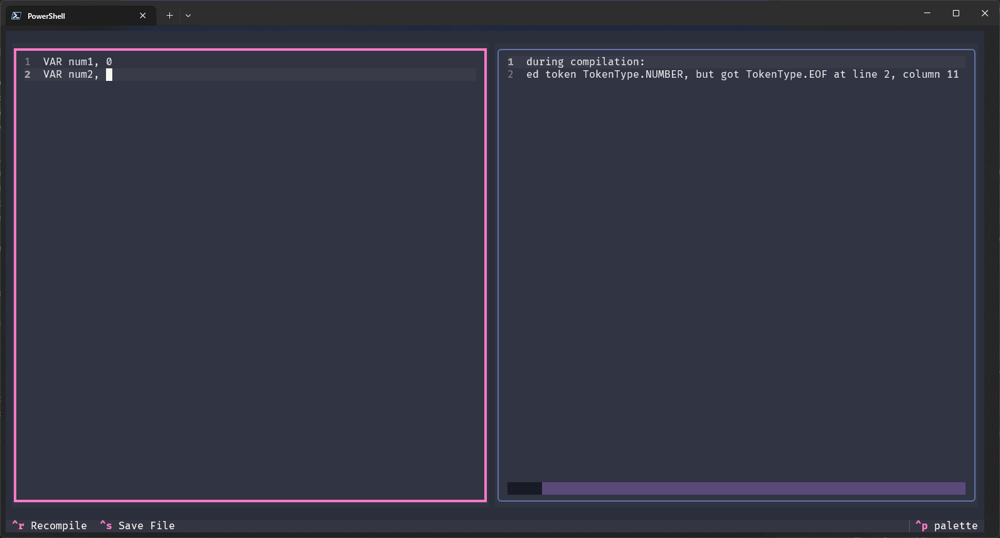 PowerShell
1 VAR num1, 0
2 VAR num2,
1 during compilation:
2 ed token TokenType.NUMBER, but got TokenType.EOF at line 2, column 11
^r Recompile ^s Save File
^p palette